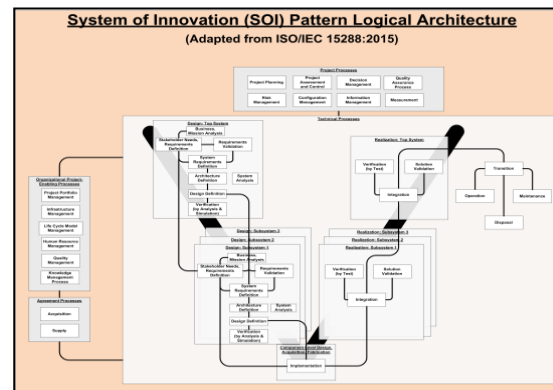 System of Innovation (SOI) Pattern Logical Architecture
(Adapted from ISO/IEC 15288:2015)
Project Processes
Project Planning
Project
Assessment
and Control
Decision
Management
Quality
Assurance
Process
Risk
Management
Configuration
Management
Information
Management
Measurement
Technical Processes
Design: Top System
Business,
Mission Analysis
Stakeholder Needs,
Requirements
Definition
Requirements
Validation
System
Requirements
Definition
Architecture
Definition
System
Analysis
Design Definition
Verification
(by Analysis &
Simulation)
Realization: Top System
Verification
(by Test)
Solution
Validation
Integration
Transition
Operation
Maintenance
Disposal
Organizational Project-
Enabling Processes
Project Portfolio
Management
Infrastructure
Management
Life Cycle Model
Management
Human Resource
Management
Quality
Management
Knowledge
Management
Process
Agreement Processes
Acquisition
Supply
Design: Subsystem 3
Design: Subsystem 2
Design: Subsystem 1
Business,
Mission Analysis
Stakeholder Needs,
Requirements
Definition
Requirements
Validation
System
Requirements
Definition
Architecture
Definition
System
Analysis
Design Definition
Verification
(by Analysis &
Simulation)
Realization: Subsystem 3
Realization: Subsystem 2
Realization: Subsystem 1
Verification
(by Test)
Solution
Validation
Integration
Component Level Design,
Acquisition, Fabrication
Implementation